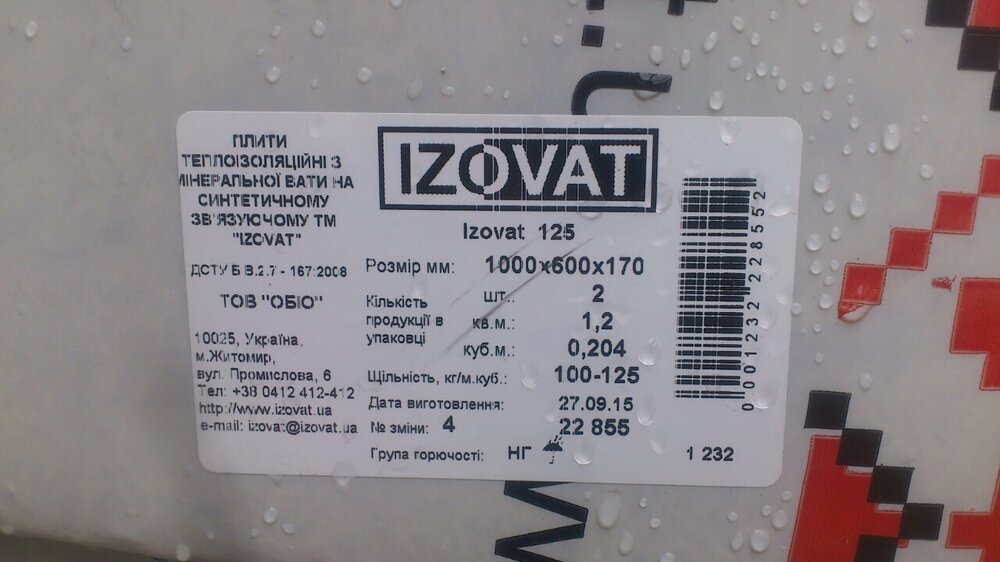 ПЛИТИ
ТЕПЛОІЗОЛЯЦІЙНІ З
МІНЕРАЛЬНОЇ ВАТИ НА
СИНТЕТИЧНОМУ
ЗВ'ЯЗУЮЧОМУ ТМ
"IZOVAT"
ДСТУ Б В.2.7 - 167:2008
ТОВ "ОБІО"
10025, Україна,
м.Житомир,
вул. Промислова, 6
Тел: +38 0412 412-412
http://www.izovat.ua
e-mail: izovat@izovat.ua
IZOVAT
Izovat 125
Розмір мм: 1000x600x170
Кількість продукції в упаковці
шт.: 2
кв.м.: 1,2
куб.м.: 0,204
Щільність, кг/м.куб.: 100-125
Дата виготовлення: 27.09.15
№ зміни: 4 22 855
Група горючості: НГ 1 232
0001232228552
t.u
w